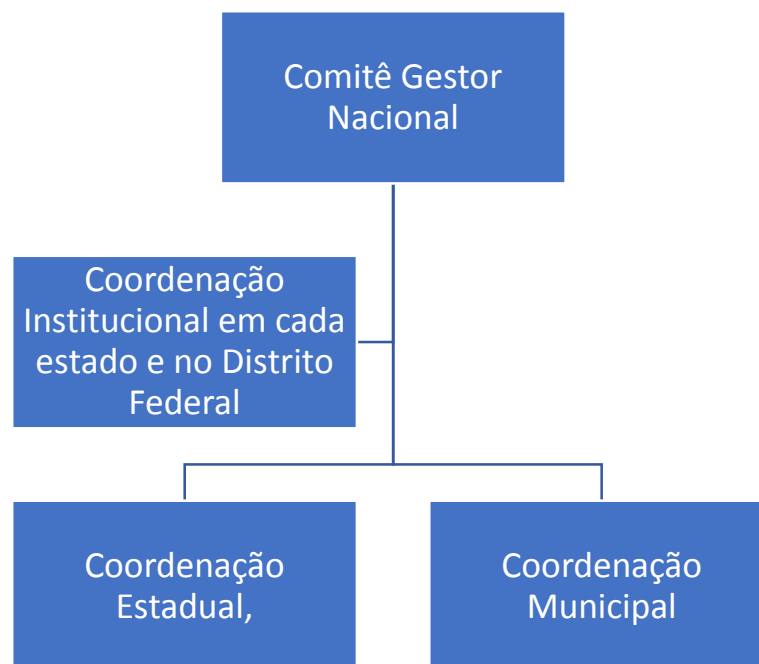 Comitê Gestor
Nacional
Coordenação
Institucional em cada
estado e no Distrito
Federal
Coordenação
Estadual,
Coordenação
Municipal